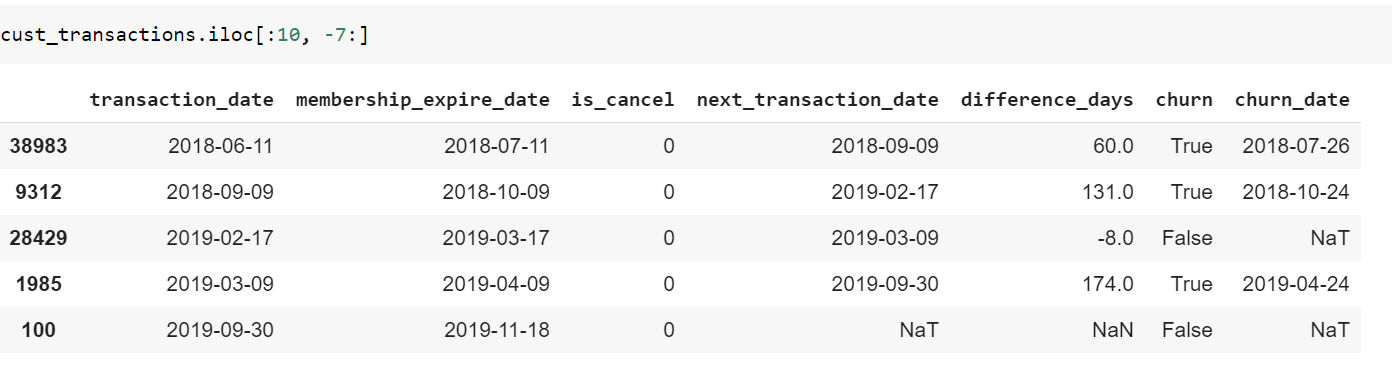 cust_transactions.iloc[:10, -7:]
transaction_date membership_expire_date is_cancel next_transaction_date difference_days churn churn_date
38983 2018-06-11 2018-07-11 0 2018-09-09 60.0 True 2018-07-26
9312 2018-09-09 2018-10-09 0 2019-02-17 131.0 True 2018-10-24
28429 2019-02-17 2019-03-17 0 2019-03-09 -8.0 False NaT
1985 2019-03-09 2019-04-09 0 2019-09-30 174.0 True 2019-04-24
100 2019-09-30 2019-11-18 0 NaT NaN False NaT